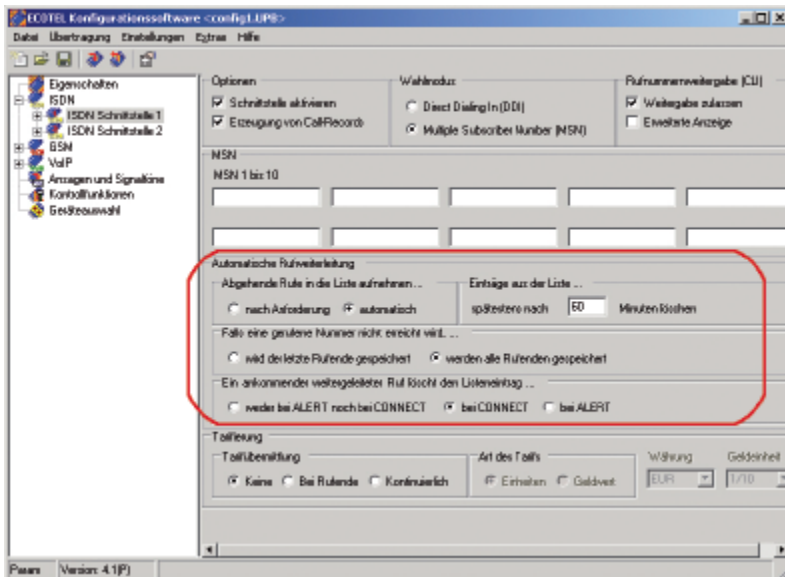 ECOTEL Konfigurationssoftware <config1.UPB>
Datei Übertragung Einstellungen Extras Hilfe
Eigenschaften
ISDN
ISDN Schnittstelle 1
ISDN Schnittstelle 2
GSM
VoIP
Anzeigen und Signaltöne
Kontrollfunktionen
Geräteauswahl
Optionen
Schnittstelle aktivieren
Erzeugung von Call-Records
Wahlmodus
Direct Dialing In (DDI)
Multiple Subscriber Number (MSN)
Rufnummernweitergabe (CLI)
Weitergabe zulassen
Erweiterte Anzeige
MSN
MSN 1 bis 10
Automatische Rufweiterleitung
Abgehende Rufe in die Liste aufnehmen ...
nach Anforderung automatisch
Einträge aus der Liste ...
spätestens nach 60 Minuten löschen
Falls eine gerufene Nummer nicht erreicht wird, ...
wird der letzte Rufende gespeichert werden alle Rufenden gespeichert
Ein ankommender weitergeleiteter Ruf löscht den Listeneintrag ...
weder bei ALERT noch bei CONNECT bei CONNECT bei ALERT
Tarifierung
Tarifübermittlung
Keine Bei Rufende Kontinuierlich
Art des Tarifs
Einheiten Geldwert
Währung
EUR
Geldeinheit
1/10
Param Version: 4.1(P)